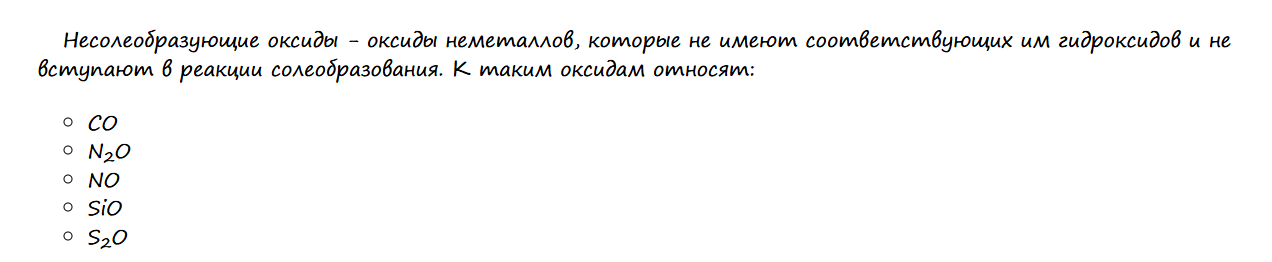 Несолеобразующие оксиды - оксиды неметаллов, которые не имеют соответствующих им гидроксидов и не
вступают в реакции солеобразования. К таким оксидам относят:
◦ CO
◦ N₂O
◦ NO
◦ SiO
◦ S₂O